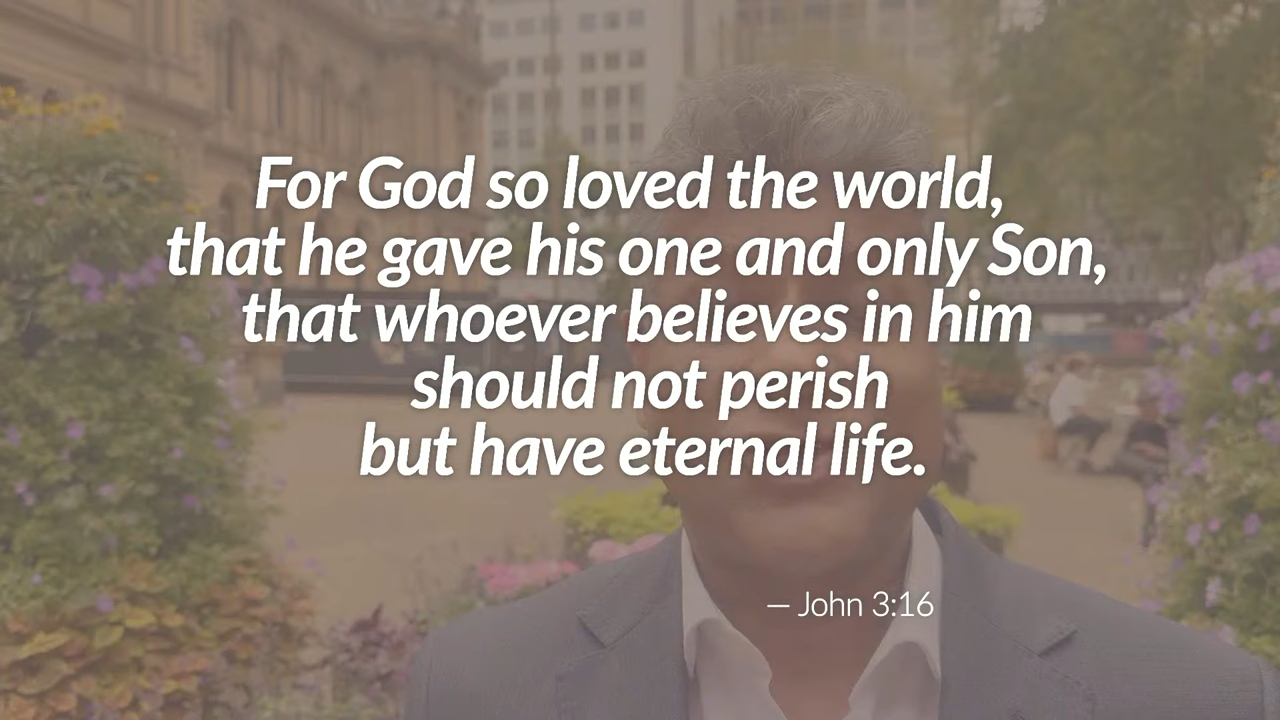 For God so loved the world,
that he gave his one and only Son,
that whoever believes in him
should not perish
but have eternal life.
– John 3:16